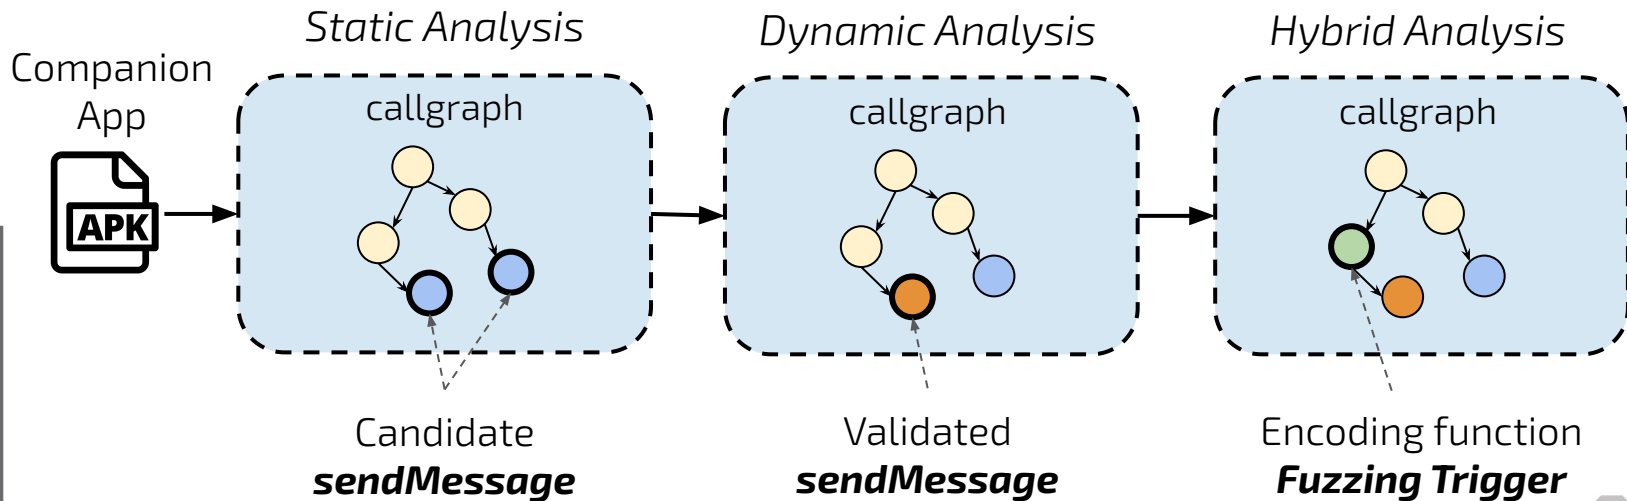 Static Analysis
Dynamic Analysis
Hybrid Analysis
Companion
App
APK
callgraph
callgraph
callgraph
Candidate
sendMessage
Validated
sendMessage
Encoding function
Fuzzing Trigger